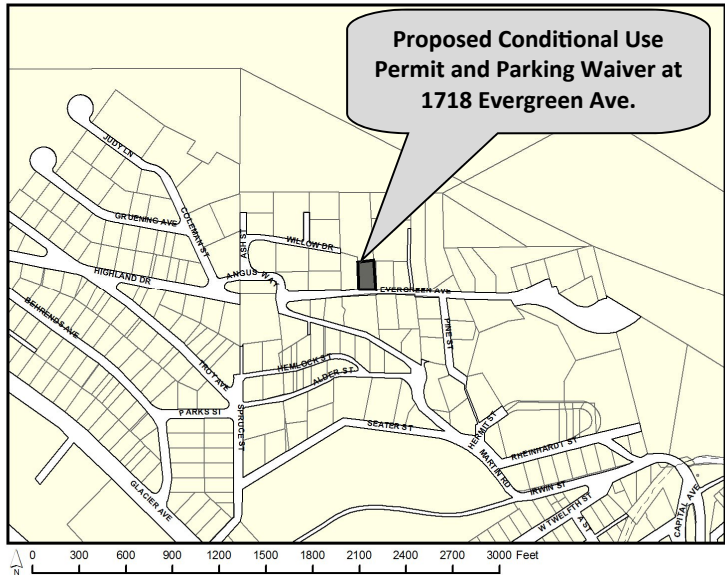 Proposed Conditional Use
Permit and Parking Waiver at
1718 Evergreen Ave.
JUDY LN
COLEMAN ST
GRUENING AVE
ASH ST
WILLOW DR
HIGHLAND DR
ANGUS WAY
EVERGREEN AVE
BEHRENDS AVE
TROY AVE
PINE ST
HEMLOCK ST
ALDER ST
PARKS ST
SPRUCE ST
SEATER ST
HERMIT ST
MARTIN RD
RHEINHARDT ST
IRWIN ST
GLACIER AVE
W TWELFTH ST
A ST
CAPITAL AVE
N
0 300 600 900 1200 1500 1800 2100 2400 2700 3000 Feet